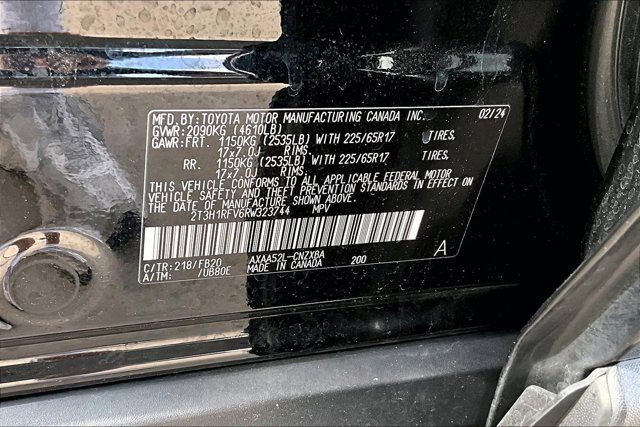 MFD. BY: TOYOTA MOTOR MANUFACTURING CANADA INC. 02/24
GVWR: 2090KG (4610LB)
GAWR: FRT. 1150KG (2535LB) WITH 225/65R17 TIRES,
17x7.0J RIMS.
RR. 1150KG (2535LB) WITH 225/65R17 TIRES,
17x7.0J RIMS.
THIS VEHICLE CONFORMS TO ALL APPLICABLE FEDERAL MOTOR
VEHICLE SAFETY AND THEFT PREVENTION STANDARDS IN EFFECT ON
THE DATE OF MANUFACTURE SHOWN ABOVE.
2T3H1RFV6RW323744 MPV
C/TR: 218/FB20 AXAA52L-CNZXBA 200 A
A/TM: /UB80E MADE IN CANADA